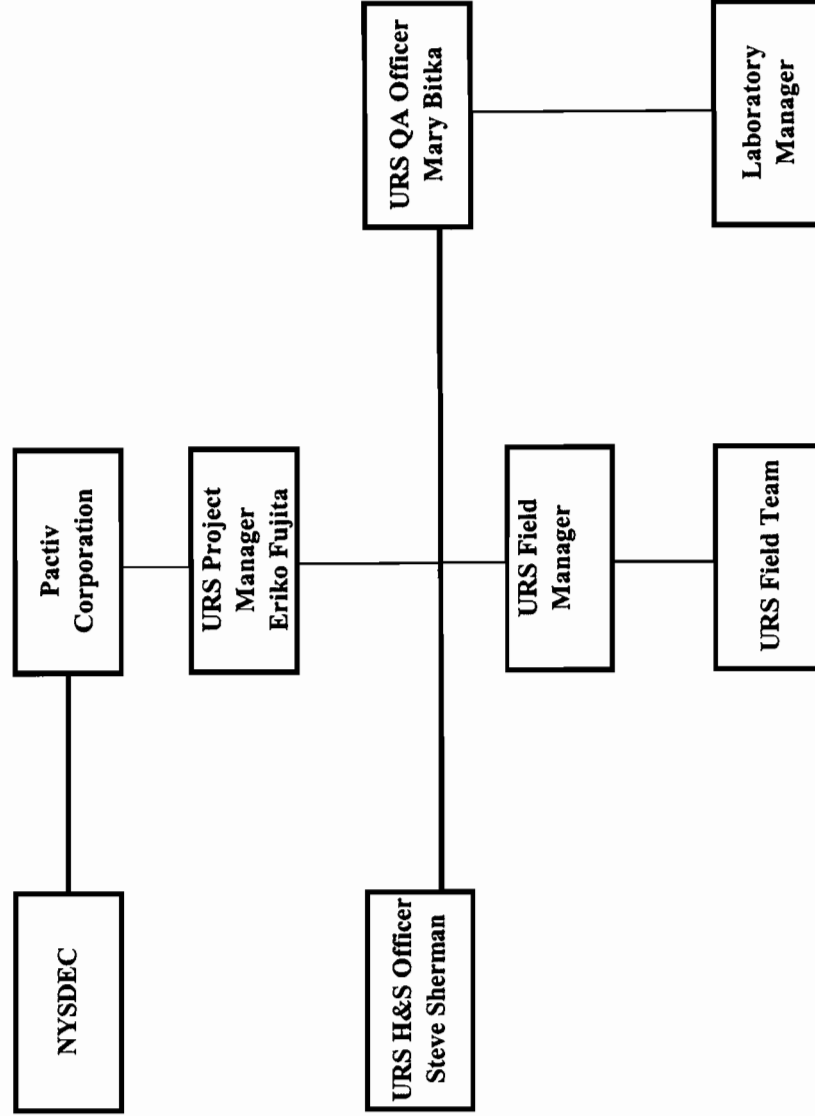 NYSDEC
Pactiv
Corporation
URS Project
Manager
Eriko Fujita
URS H&S Officer
Steve Sherman
URS QA Officer
Mary Bitka
URS Field
Manager
URS Field Team
Laboratory
Manager